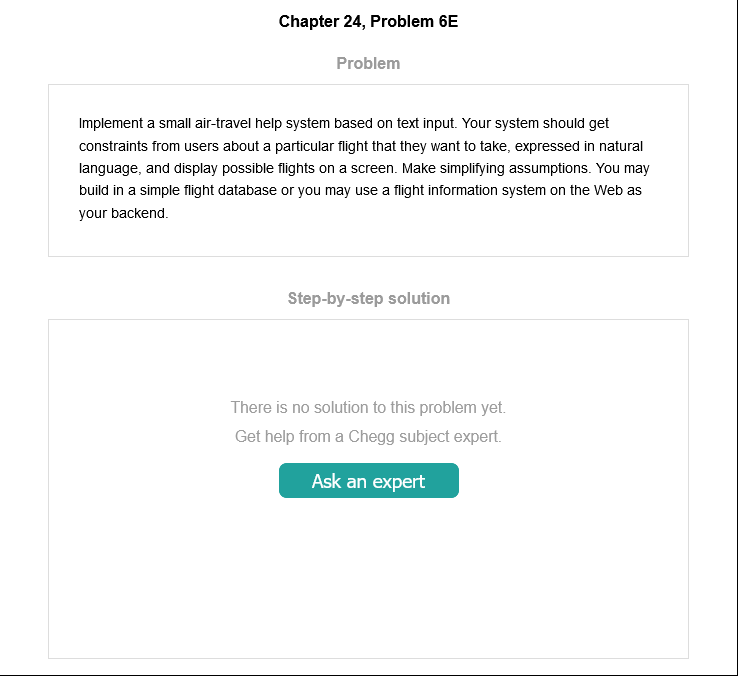 Chapter 24, Problem 6E
Problem
Implement a small air-travel help system based on text input. Your system should get
constraints from users about a particular flight that they want to take, expressed in natural
language, and display possible flights on a screen. Make simplifying assumptions. You may
build in a simple flight database or you may use a flight information system on the Web as
your backend.
Step-by-step solution
There is no solution to this problem yet.
Get help from a Chegg subject expert.
Ask an expert